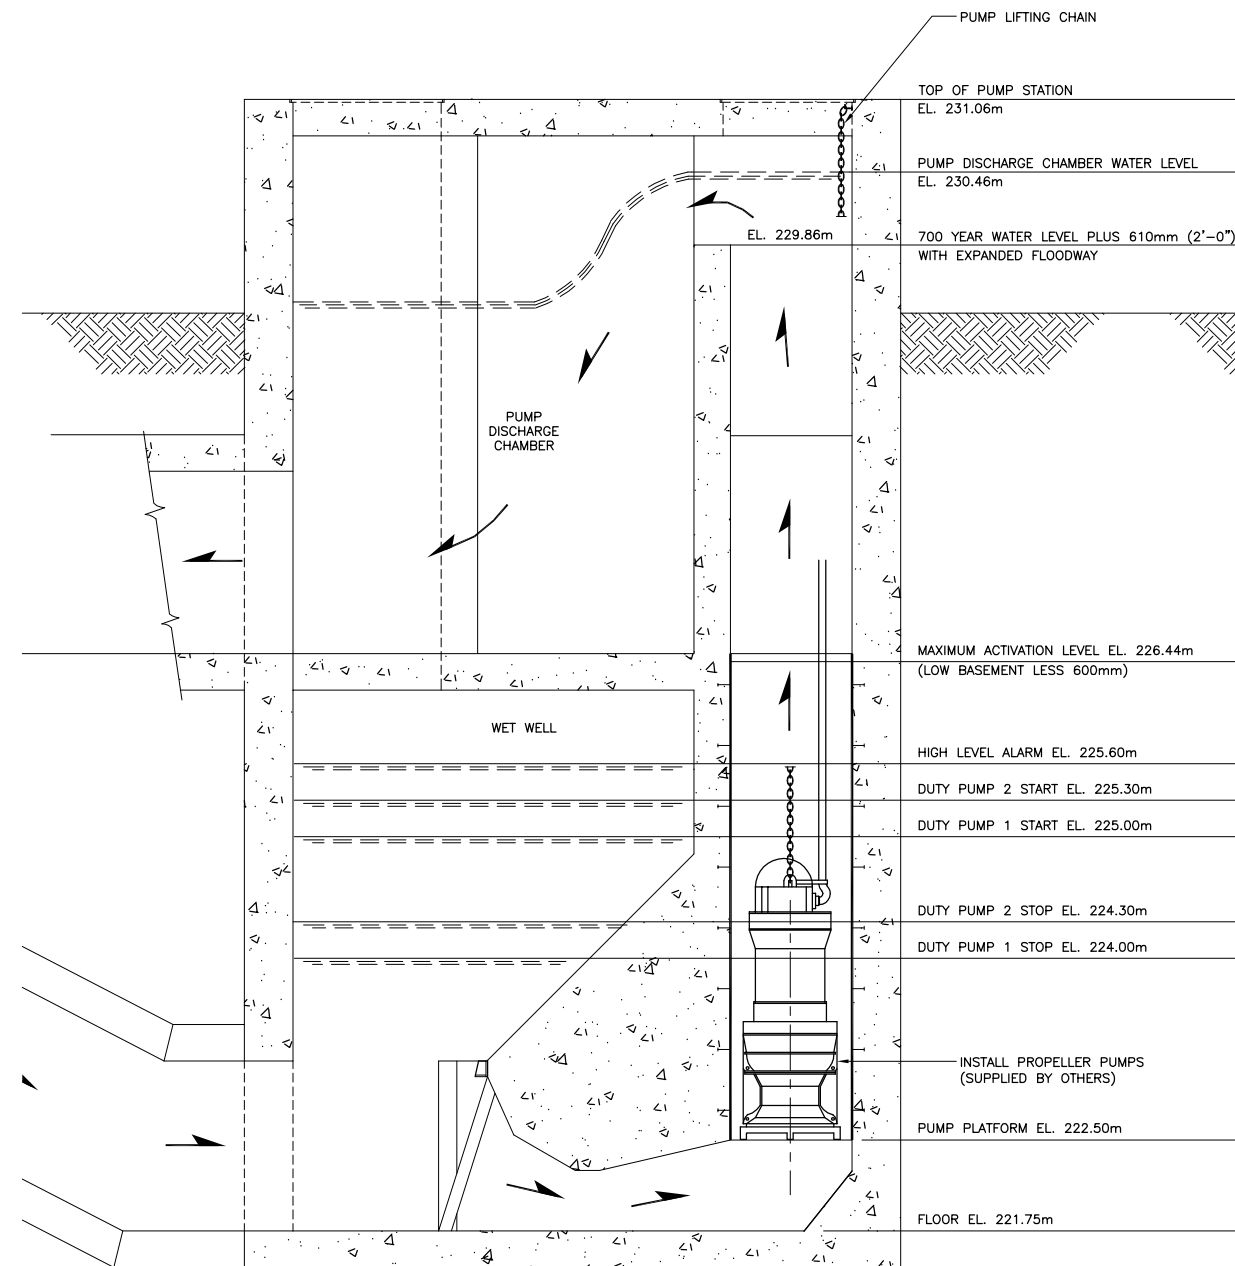 PUMP LIFTING CHAIN
TOP OF PUMP STATION
EL. 231.06m
PUMP DISCHARGE CHAMBER WATER LEVEL
EL. 230.46m
EL. 229.86m
700 YEAR WATER LEVEL PLUS 610mm (2'-0")
WITH EXPANDED FLOODWAY
PUMP
DISCHARGE
CHAMBER
MAXIMUM ACTIVATION LEVEL EL. 226.44m
(LOW BASEMENT LESS 600mm)
WET WELL
HIGH LEVEL ALARM EL. 225.60m
DUTY PUMP 2 START EL. 225.30m
DUTY PUMP 1 START EL. 225.00m
DUTY PUMP 2 STOP EL. 224.30m
DUTY PUMP 1 STOP EL. 224.00m
INSTALL PROPELLER PUMPS
(SUPPLIED BY OTHERS)
PUMP PLATFORM EL. 222.50m
FLOOR EL. 221.75m